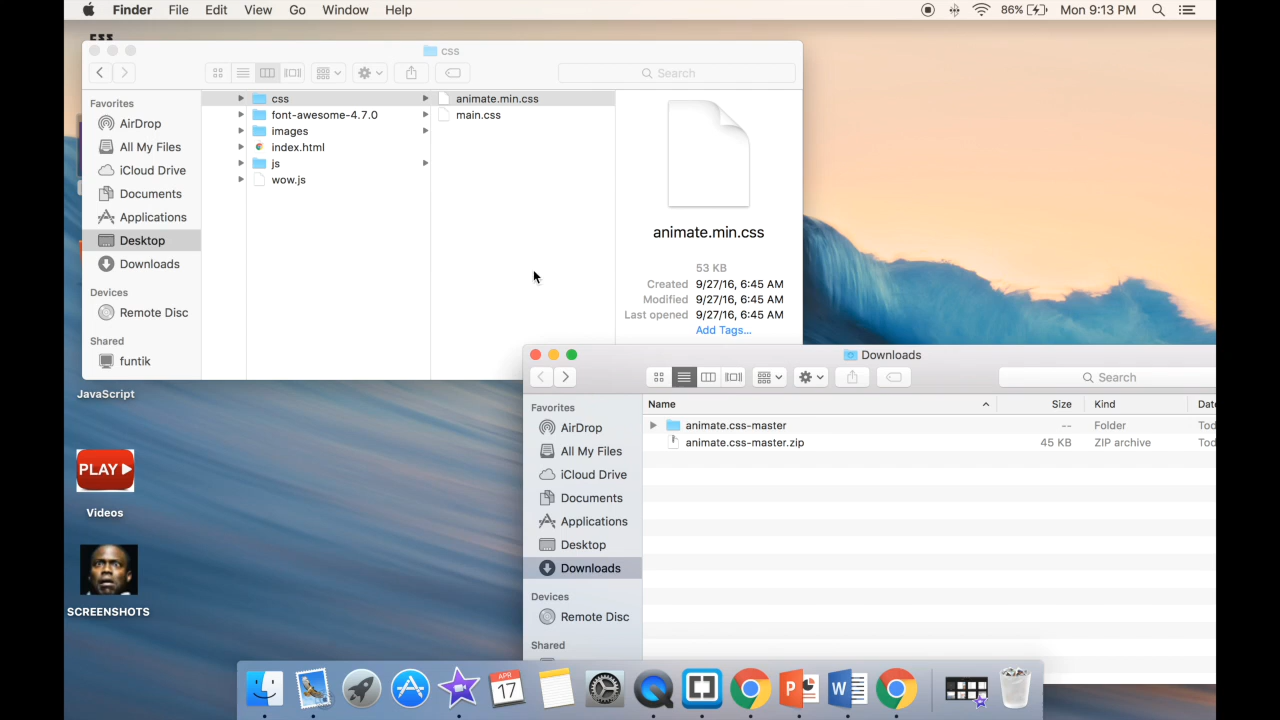 Finder File Edit View Go Window Help 86% Mon 9:13 PM
css
css
Search
Favorites
AirDrop
All My Files
iCloud Drive
Documents
Applications
Desktop
Downloads
Devices
Remote Disc
Shared
funtik
css
font-awesome-4.7.0
images
index.html
js
wow.js
animate.min.css
main.css
animate.min.css
53 KB
Created 9/27/16, 6:45 AM
Modified 9/27/16, 6:45 AM
Last opened 9/27/16, 6:45 AM
Add Tags...
JavaScript
PLAY
Videos
SCREENSHOTS
Downloads
Search
Favorites
AirDrop
All My Files
iCloud Drive
Documents
Applications
Desktop
Downloads
Devices
Remote Disc
Shared
Name Size Kind Date
animate.css-master -- Folder Tod
animate.css-master.zip 45 KB ZIP archive Tod
APR
17
P
W